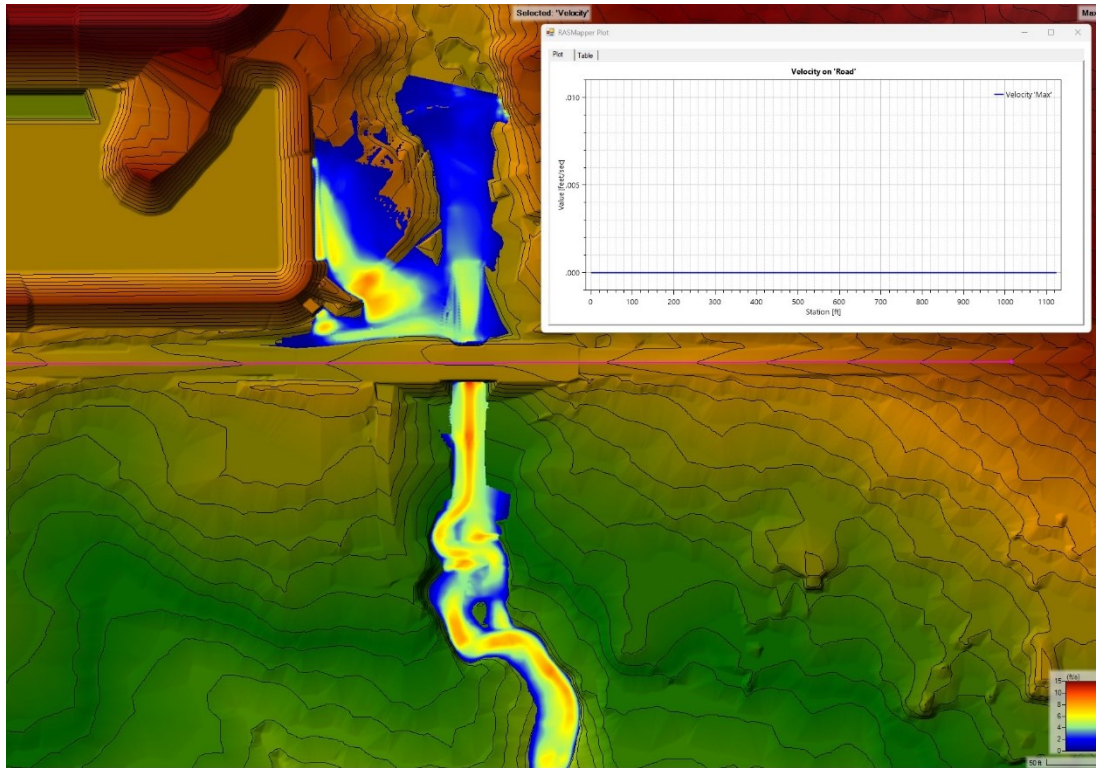 Selected: 'Velocity'
Max
RASMapper Plot
Plot
Table
Velocity on 'Road'
Velocity 'Max'
Value [feet/sec]
.010
.005
.000
0 100 200 300 400 500 600 700 800 900 1000 1100
Station [ft]
(ft/s)
15
8
6
4
2
0
50 ft